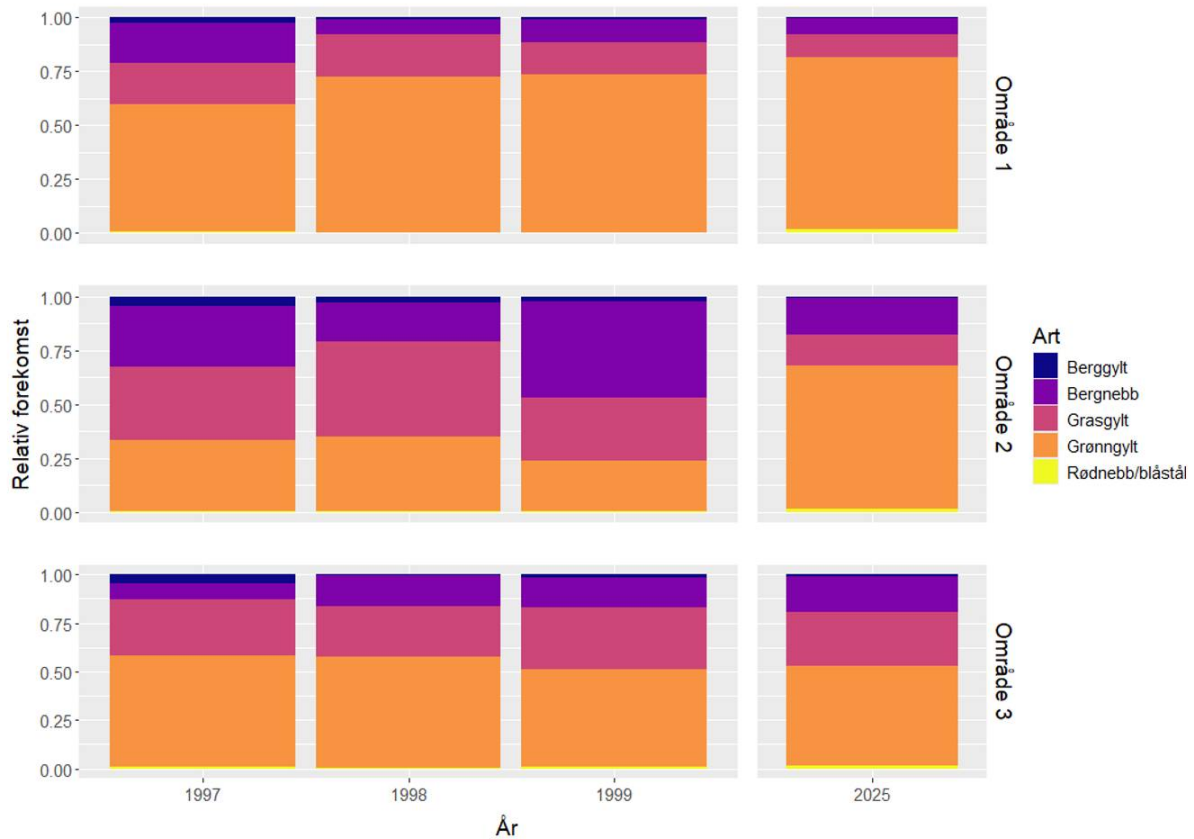 1.00
0.75
0.50
0.25
0.00
Område 1
1.00
0.75
0.50
0.25
0.00
Område 2
1.00
0.75
0.50
0.25
0.00
Område 3
Relativ forekomst
1997
1998
1999
2025
År
Art
Berggylt
Bergnebb
Grasgylt
Grønngylt
Rødnebb/blåstål